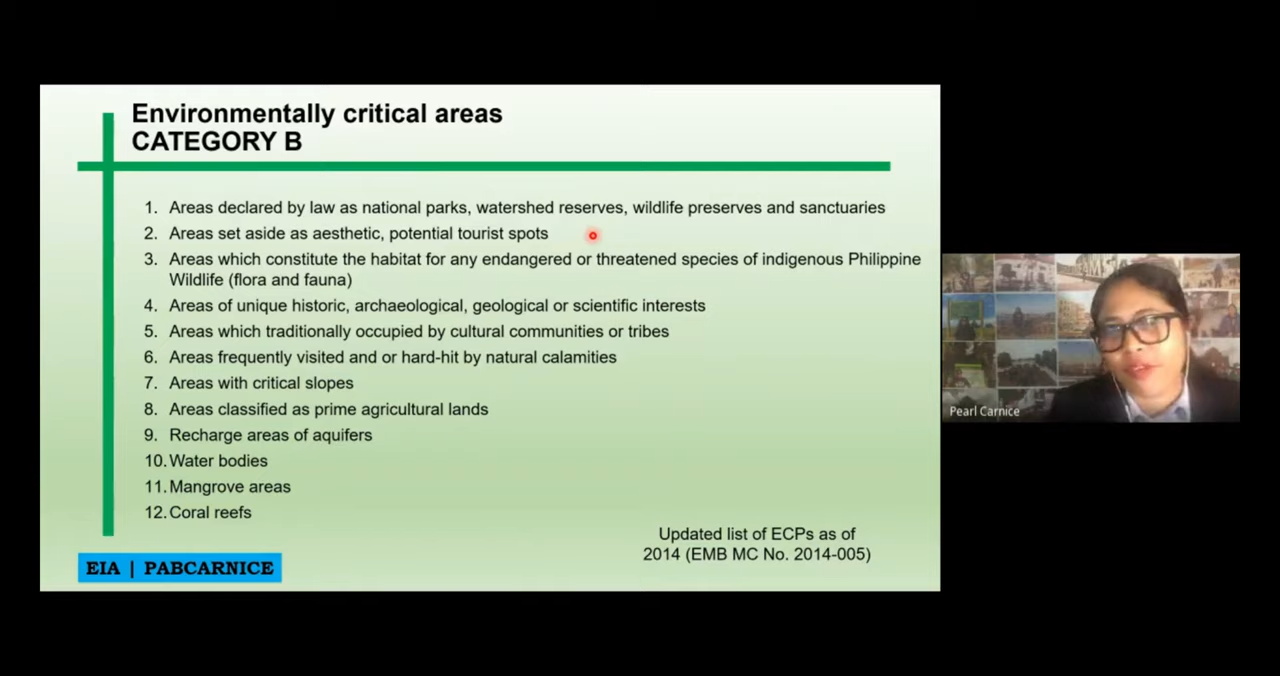 Environmentally critical areas
CATEGORY B
1. Areas declared by law as national parks, watershed reserves, wildlife preserves and sanctuaries
2. Areas set aside as aesthetic, potential tourist spots
3. Areas which constitute the habitat for any endangered or threatened species of indigenous Philippine
Wildlife (flora and fauna)
4. Areas of unique historic, archaeological, geological or scientific interests
5. Areas which traditionally occupied by cultural communities or tribes
6. Areas frequently visited and or hard-hit by natural calamities
7. Areas with critical slopes
8. Areas classified as prime agricultural lands
9. Recharge areas of aquifers
10. Water bodies
11. Mangrove areas
12. Coral reefs
Updated list of ECPs as of
2014 (EMB MC No. 2014-005)
EIA | PABCARNICE
Pearl Carnice